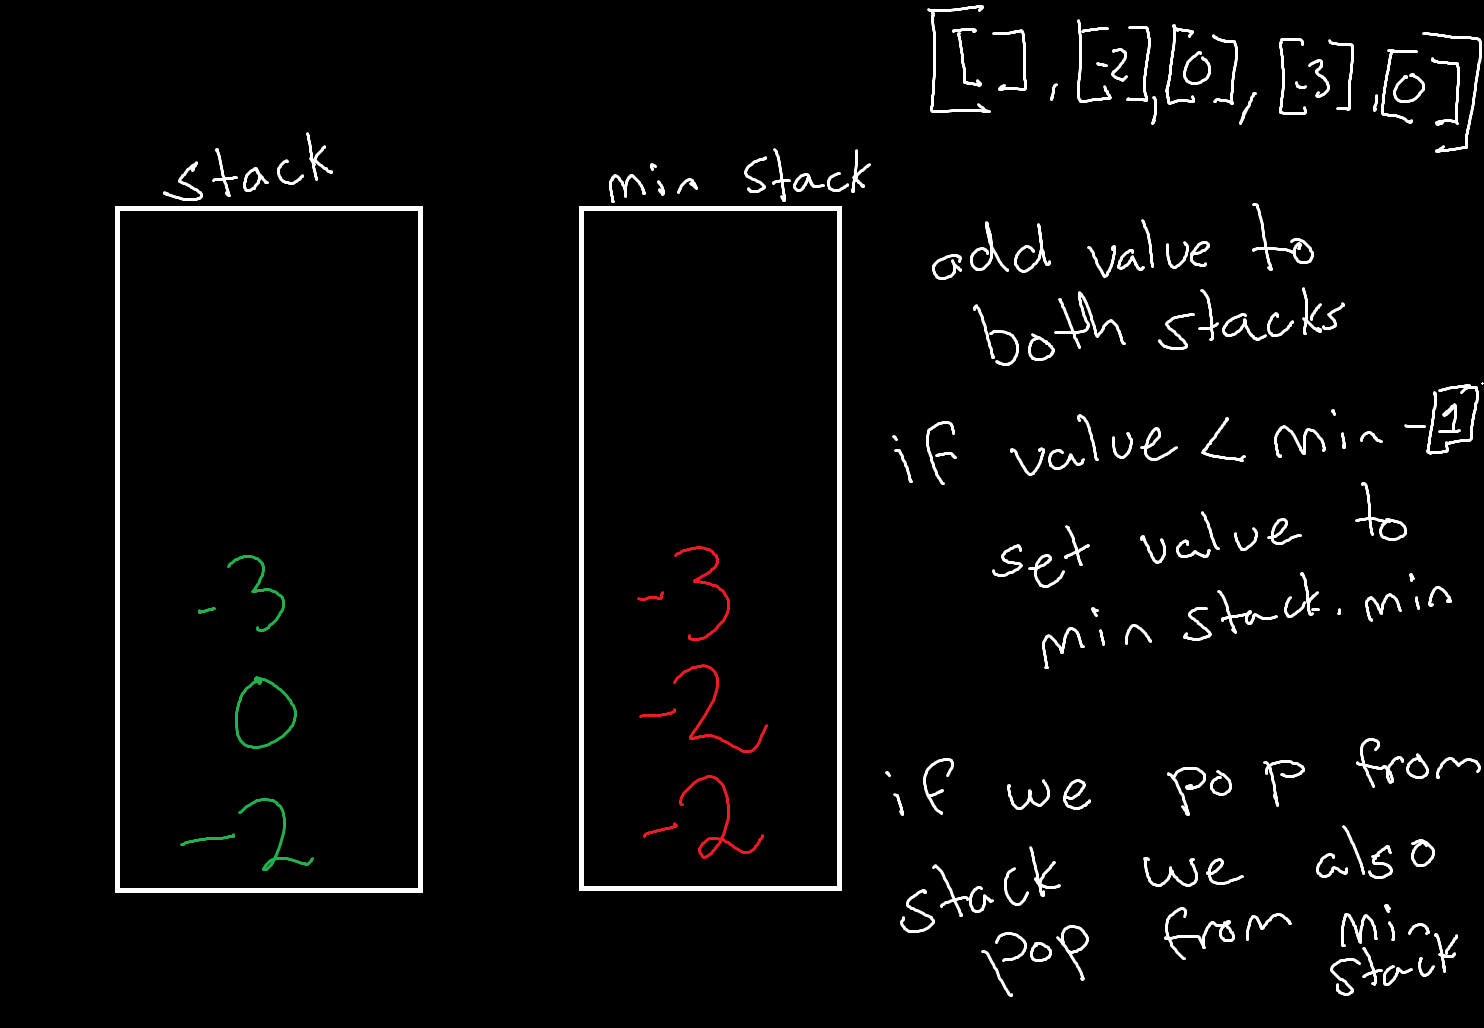 [[ ], [-2], [0], [-3], [0]]
stack
min stack
add value to
both stacks
if value < min -[1]
set value to
min stack.min
-3
0
-2
-3
-2
-2
if we pop from
stack we also
pop from min
stack